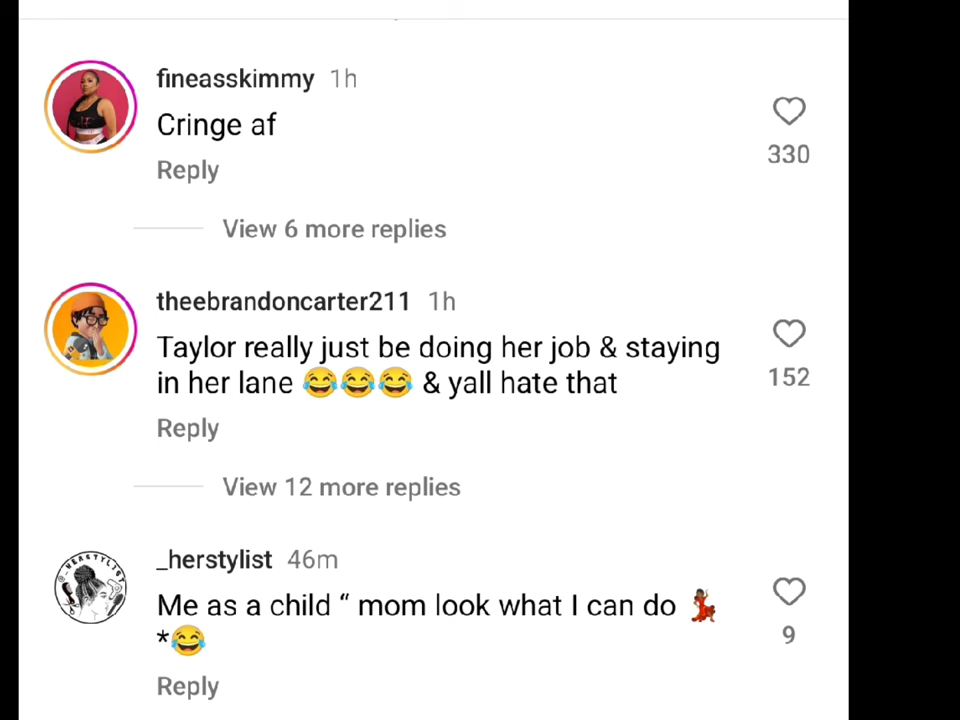 fineasskimmy 1h
Cringe af
330
Reply
View 6 more replies
theebrandoncarter211 1h
Taylor really just be doing her job & staying
in her lane 😂😂😂 & yall hate that
152
Reply
View 12 more replies
_herstylist 46m
Me as a child “ mom look what I can do 💃🏾
*😂
9
Reply